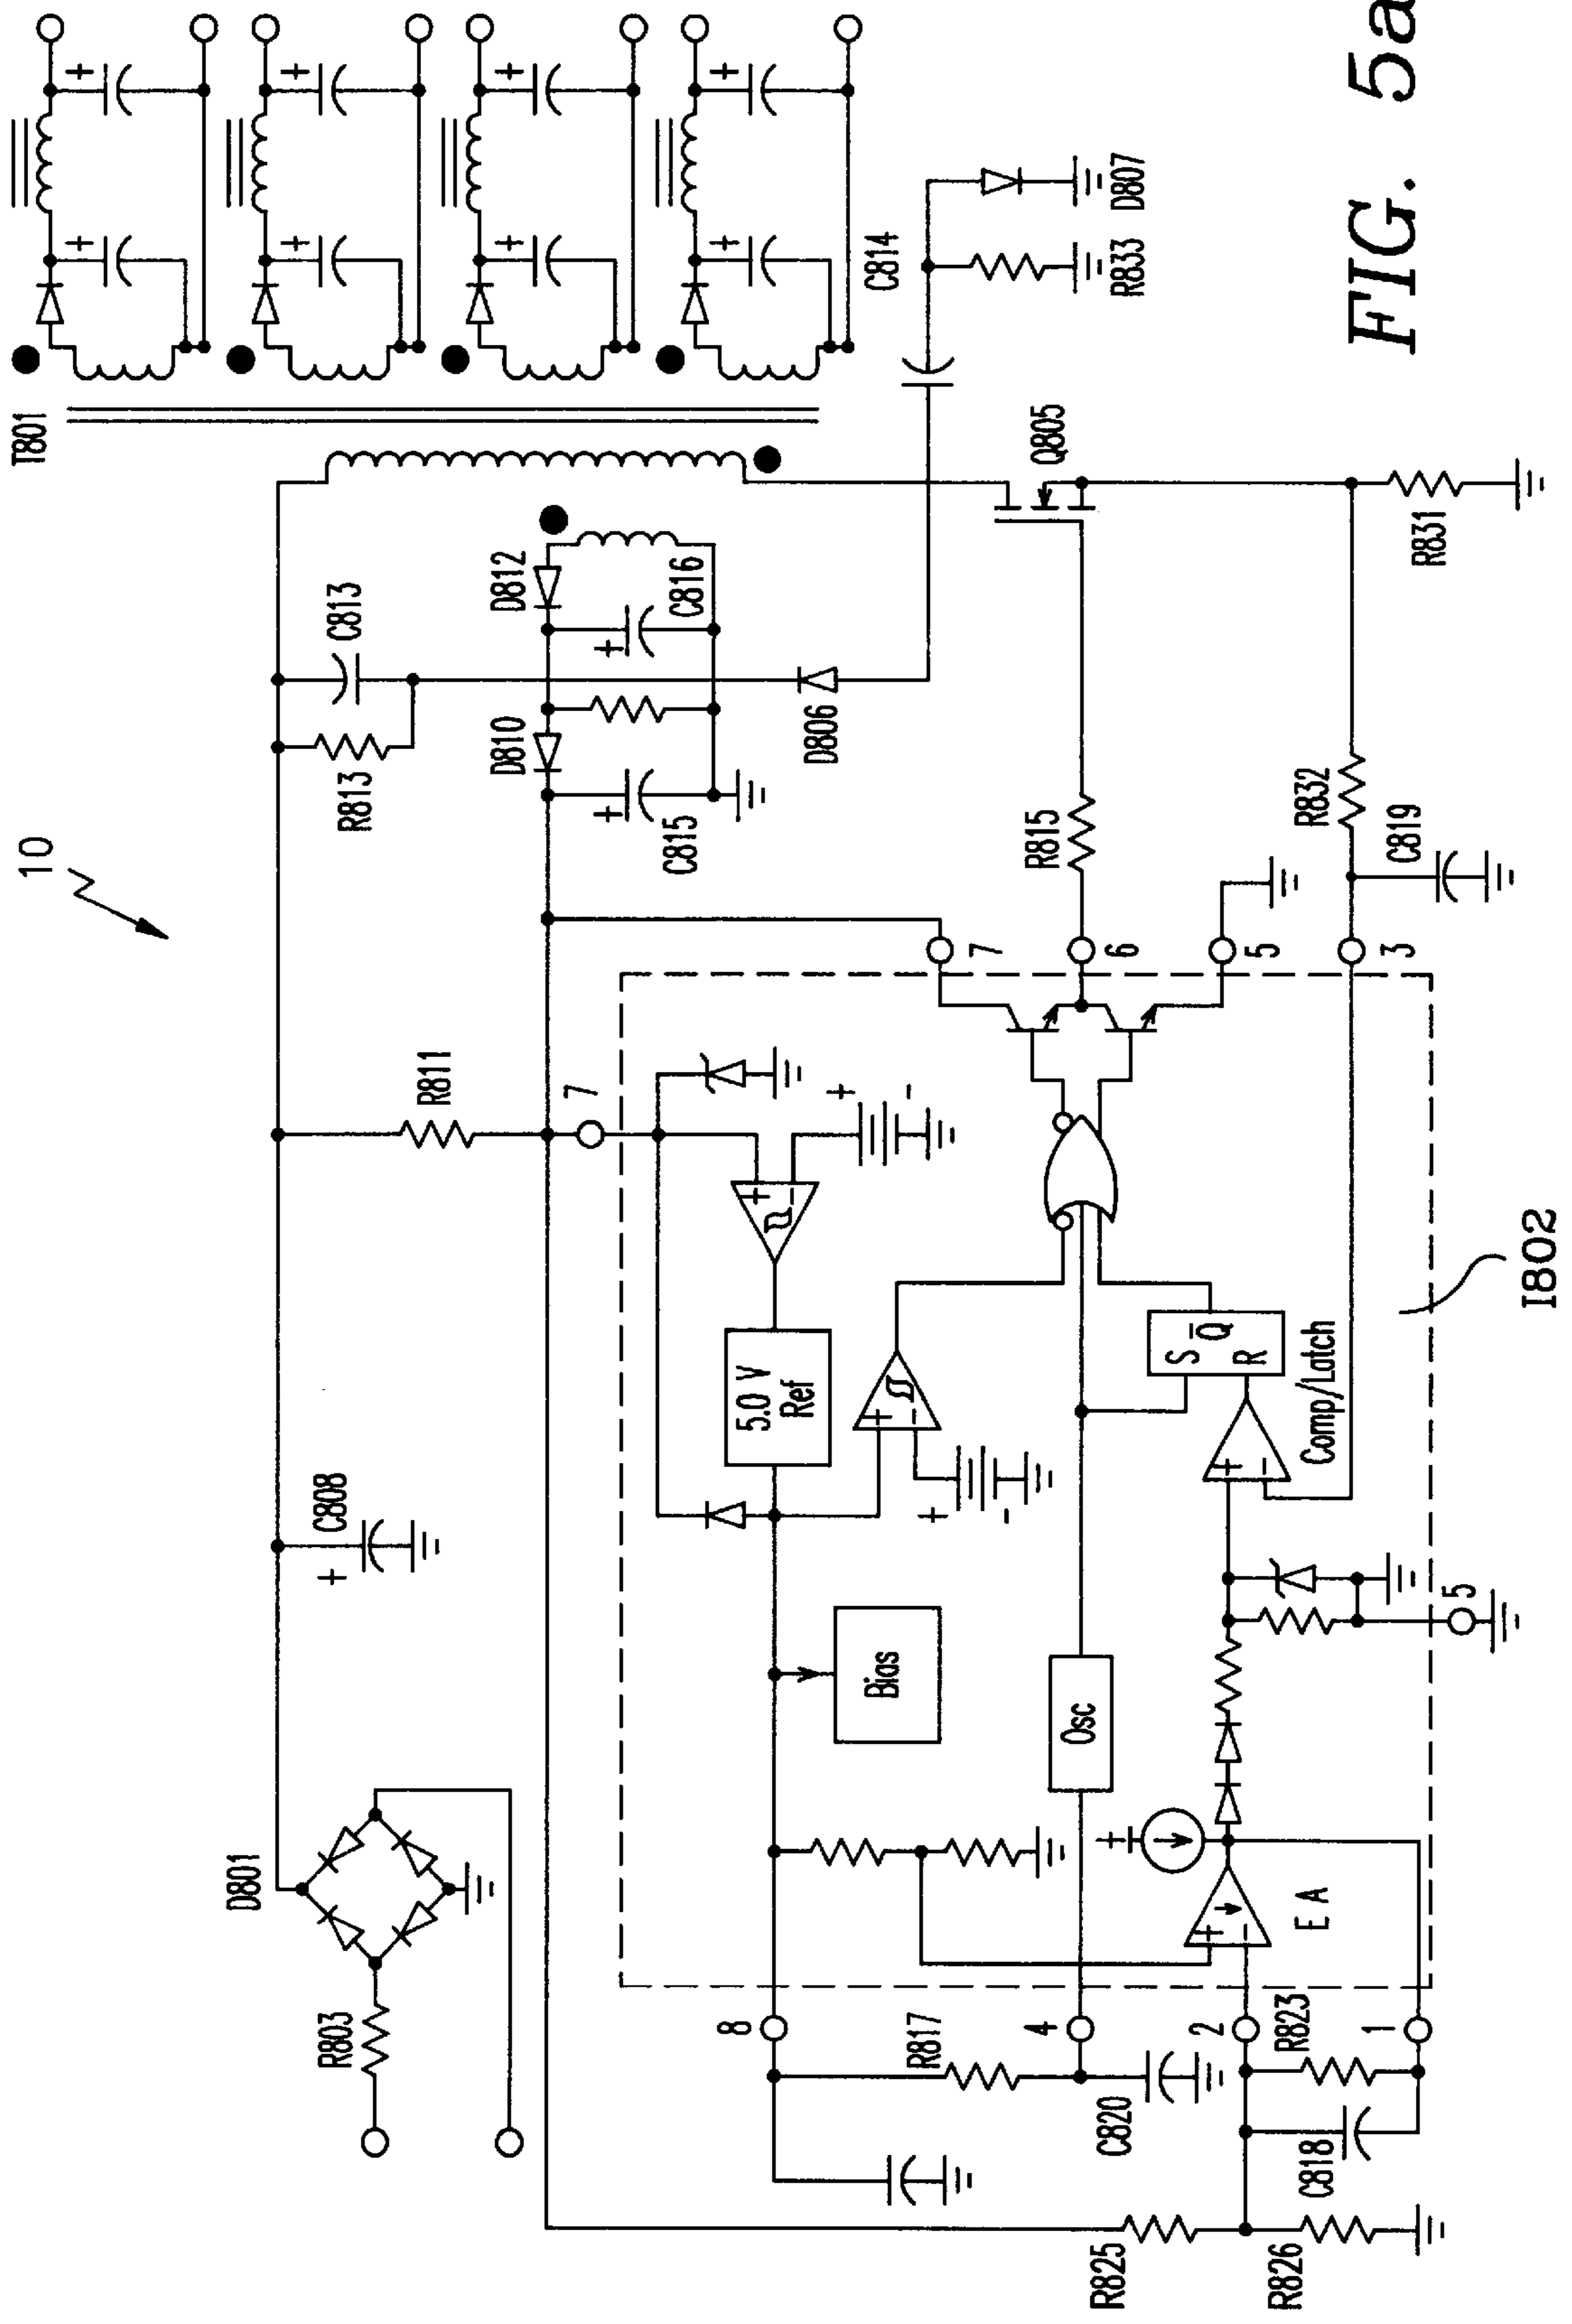 10
T801
D801
R803
C808
R811
R813
C813
D812
D810
C816
C815
D806
C814
R833
D807
Q805
R815
R831
R832
C819
7
7
6
5
3
5.0 V
Ref
Bias
Osc
S
Q̅
R
Comp/Latch
E A
5
1802
8
4
2
1
R817
C820
R823
C818
R825
R826
+
+
+
+
+
+
+
+
+
+
+
+
-
+
-
+
-
+
-
+
-
+
+
-
FIG. 5a